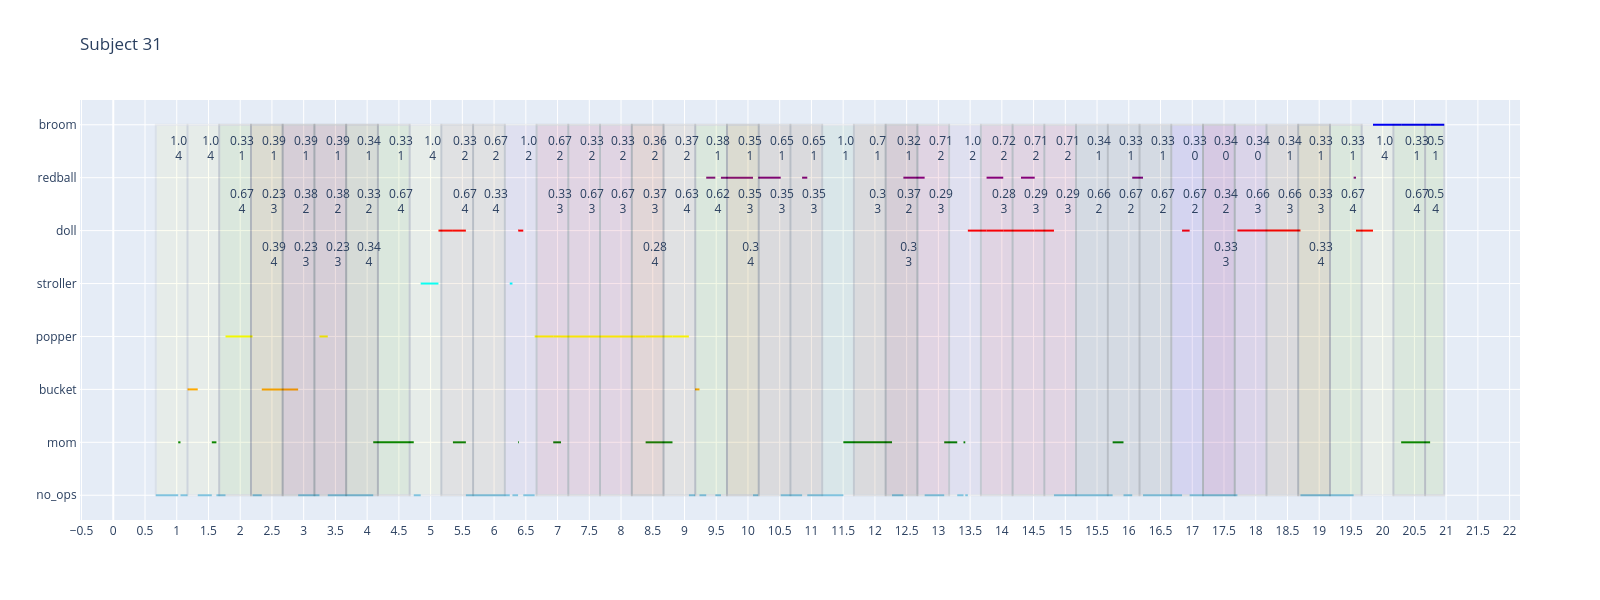 Subject 31
broom
1.0 1.0 0.33 0.39 0.39 0.39 0.34 0.33 1.0 0.33 0.67 1.0 0.67 0.33 0.33 0.36 0.37 0.38 0.35 0.65 0.65 1.0 0.7 0.32 0.71 1.0 0.72 0.71 0.71 0.34 0.33 0.33 0.33 0.34 0.34 0.34 0.33 0.33 1.0 0.33 0.5
4 4 1 1 1 1 1 1 4 2 2 2 2 2 2 2 2 1 1 1 1 1 1 1 2 2 2 2 2 1 1 1 0 0 0 1 1 1 4 1 1
redball
0.67 0.23 0.38 0.38 0.33 0.67 0.67 0.33 0.33 0.67 0.67 0.37 0.63 0.62 0.35 0.35 0.35 0.3 0.37 0.29 0.28 0.29 0.29 0.66 0.67 0.67 0.67 0.34 0.66 0.66 0.33 0.67 0.67 0.5
4 3 2 2 2 4 4 4 3 3 3 3 4 4 3 3 3 3 2 3 3 3 3 2 2 2 2 2 3 3 3 4 4 4
doll
0.39 0.23 0.23 0.34 0.28 0.3 0.3 0.33 0.33
4 3 3 4 4 4 3 3 4
stroller
popper
bucket
mom
no_ops
−0.5 0 0.5 1 1.5 2 2.5 3 3.5 4 4.5 5 5.5 6 6.5 7 7.5 8 8.5 9 9.5 10 10.5 11 11.5 12 12.5 13 13.5 14 14.5 15 15.5 16 16.5 17 17.5 18 18.5 19 19.5 20 20.5 21 21.5 22